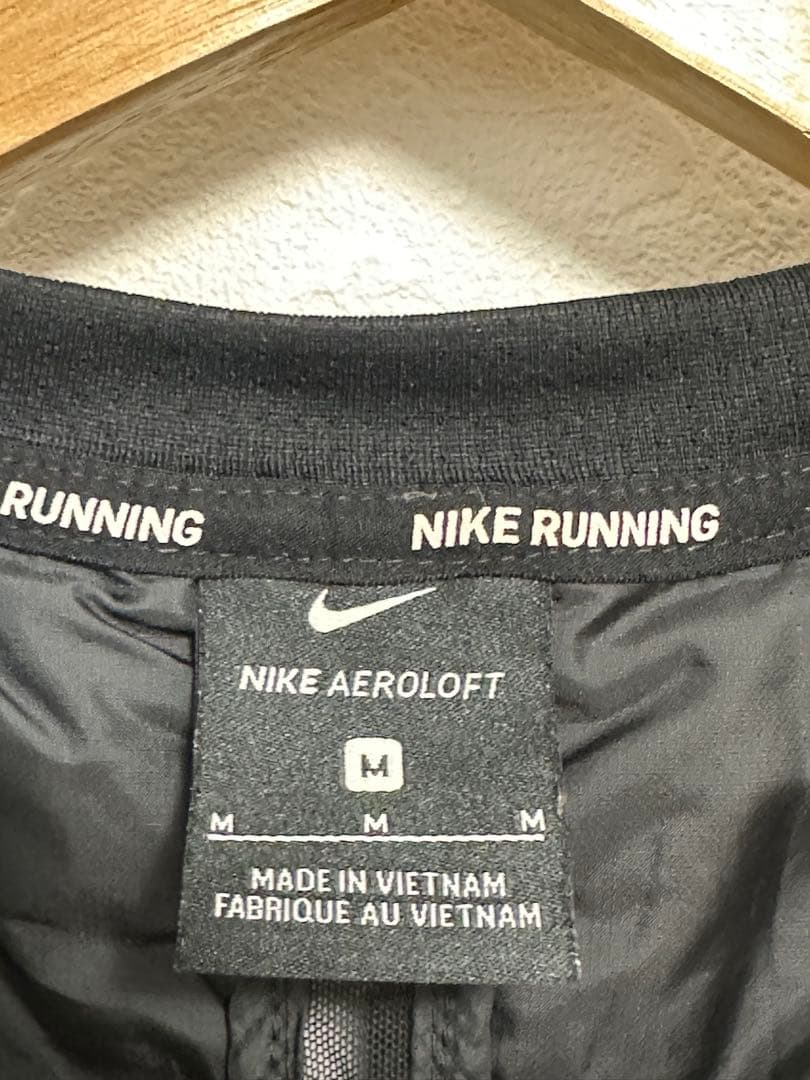 RUNNING NIKE RUNNING
NIKE AEROLOFT
M
M M M
MADE IN VIETNAM
FABRIQUE AU VIETNAM